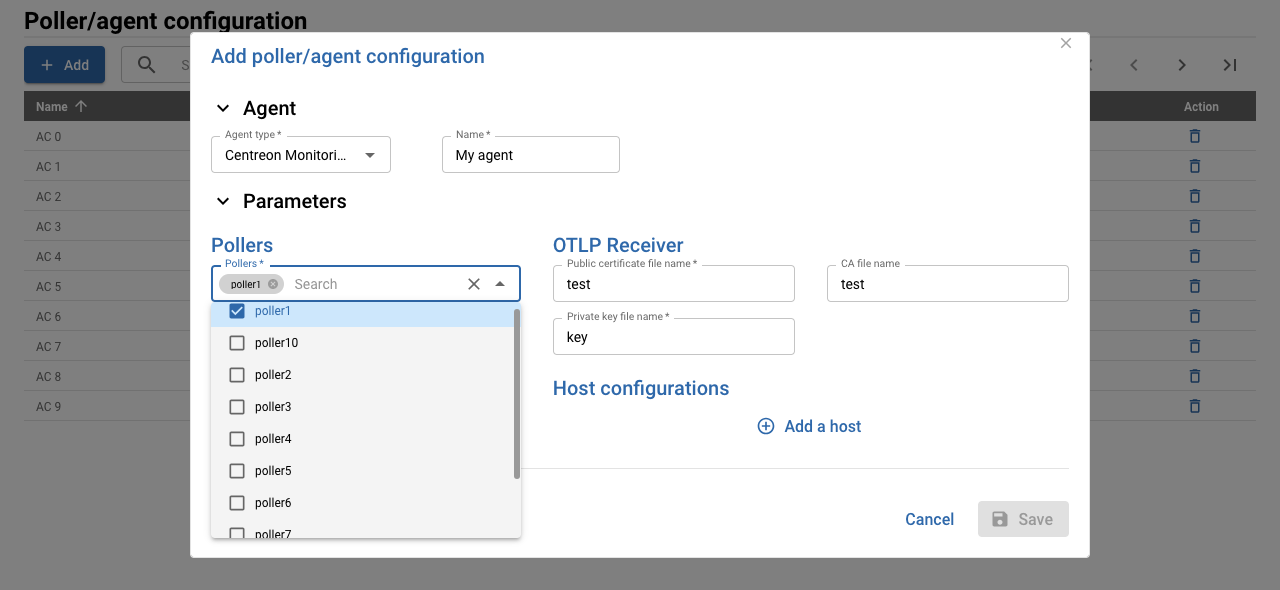 Poller/agent configuration
Add
S
Name
Action
AC 0
AC 1
AC 2
AC 3
AC 4
AC 5
AC 6
AC 7
AC 8
AC 9
Add poller/agent configuration
Agent
Agent type *
Centreon Monitori...
Name *
My agent
Parameters
Pollers
Pollers *
poller1
Search
poller1
poller10
poller2
poller3
poller4
poller5
poller6
poller7
OTLP Receiver
Public certificate file name *
test
CA file name
test
Private key file name *
key
Host configurations
Add a host
Cancel
Save